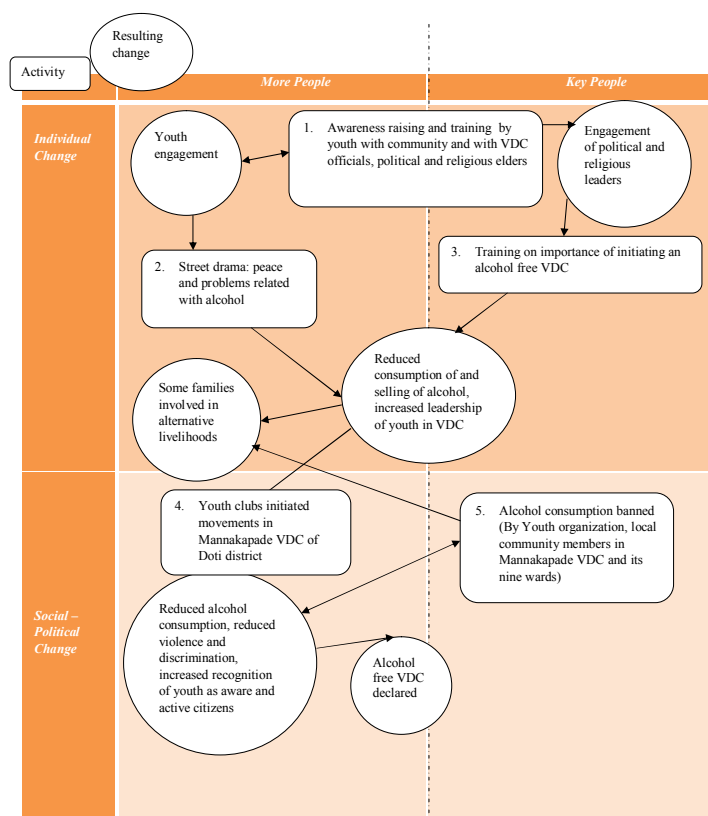 Resulting
change
Activity
More People
Key People
Individual
Change
Youth
engagement
1. Awareness raising and training by
youth with community and with VDC
officials, political and religious elders
Engagement
of political and
religious
leaders
2. Street drama: peace
and problems related
with alcohol
3. Training on importance of initiating an
alcohol free VDC
Reduced
consumption of and
selling of alcohol,
increased leadership
of youth in VDC
Some families
involved in
alternative
livelihoods
4. Youth clubs initiated
movements in
Mannakapade VDC of
Doti district
5. Alcohol consumption banned
(By Youth organization, local
community members in
Mannakapade VDC and its
nine wards)
Social –
Political
Change
Reduced alcohol
consumption, reduced
violence and
discrimination,
increased recognition
of youth as aware and
active citizens
Alcohol
free VDC
declared